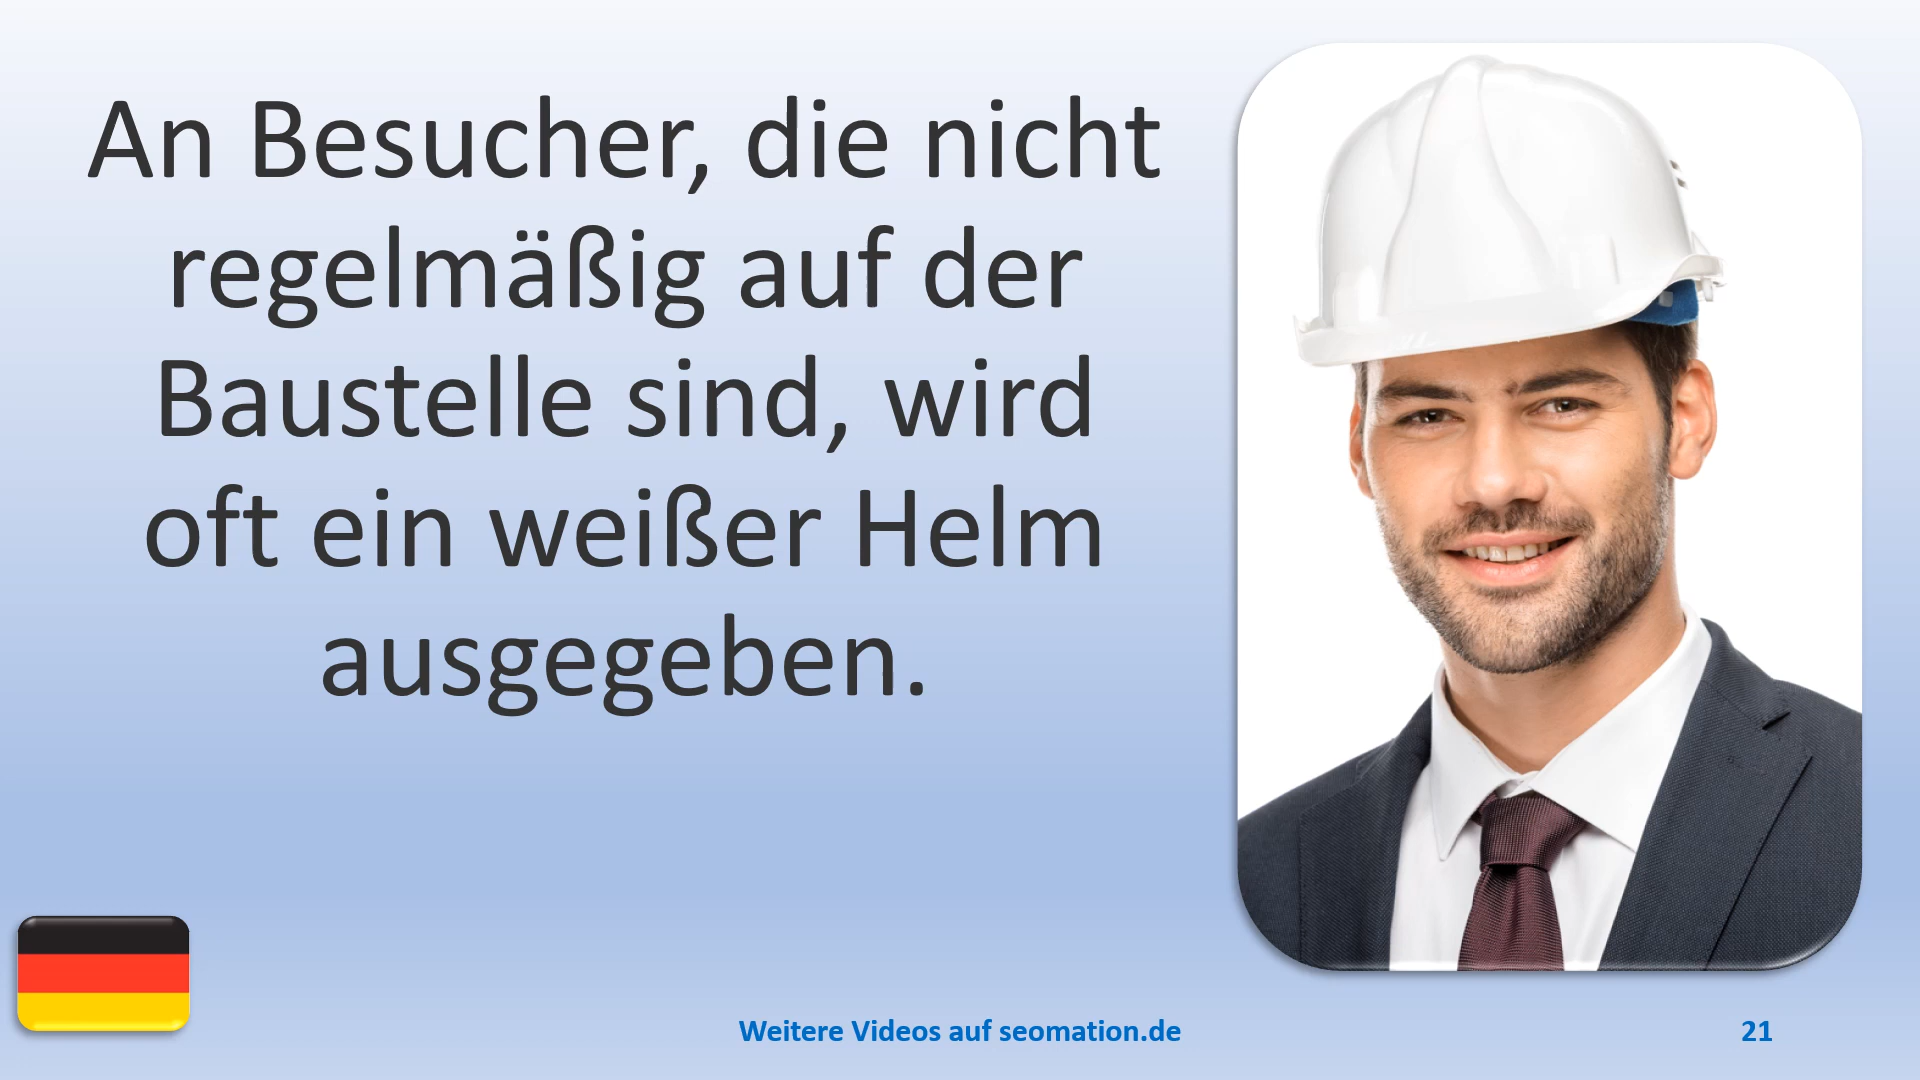 An Besucher, die nicht
regelmäßig auf der
Baustelle sind, wird
oft ein weißer Helm
ausgegeben.
Weitere Videos auf seomation.de
21